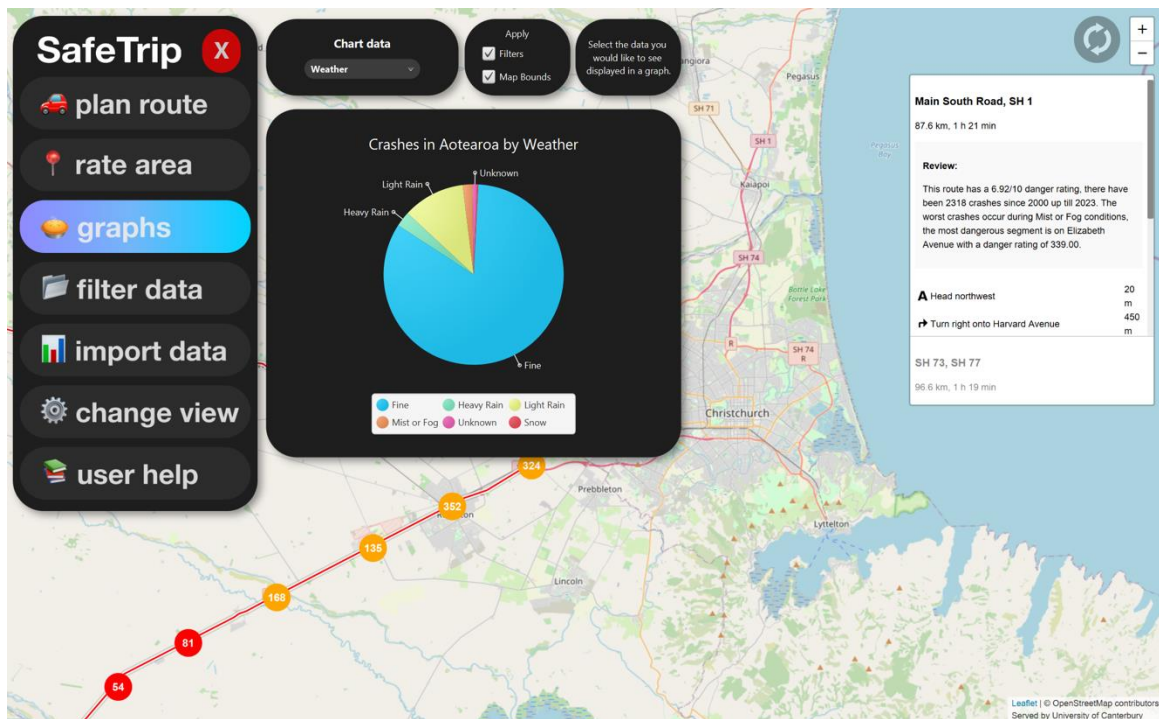 SafeTrip
X
plan route
rate area
graphs
filter data
import data
change view
user help
Chart data
Weather
Apply
Filters
Map Bounds
Select the data you
would like to see
displayed in a graph.
Crashes in Aotearoa by Weather
Unknown
Light Rain
Heavy Rain
Fine
Fine
Heavy Rain
Light Rain
Mist or Fog
Unknown
Snow
+
−
Main South Road, SH 1
87.6 km, 1 h 21 min
Review:
This route has a 6.92/10 danger rating, there have
been 2318 crashes since 2000 up till 2023. The
worst crashes occur during Mist or Fog conditions,
the most dangerous segment is on Elizabeth
Avenue with a danger rating of 339.00.
A Head northwest
20
m
Turn right onto Harvard Avenue
450
m
SH 73, SH 77
96.6 km, 1 h 19 min
Pegasus
SH 71
SH 1
Pegasus
Bay
Kaiapoi
SH 74
Bottle Lake
Forest Park
R
SH 74
R
Christchurch
324
Prebbleton
352
135
Lyttelton
Lincoln
168
81
54
Leaflet | © OpenStreetMap contributors
Served by University of Canterbury